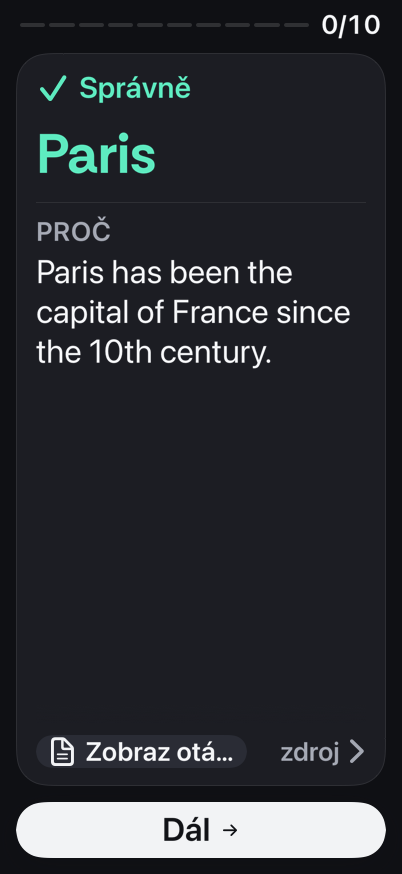 0/10
Správně
Paris
PROČ
Paris has been the
capital of France since
the 10th century.
Zobraz otá…
zdroj
Dál →